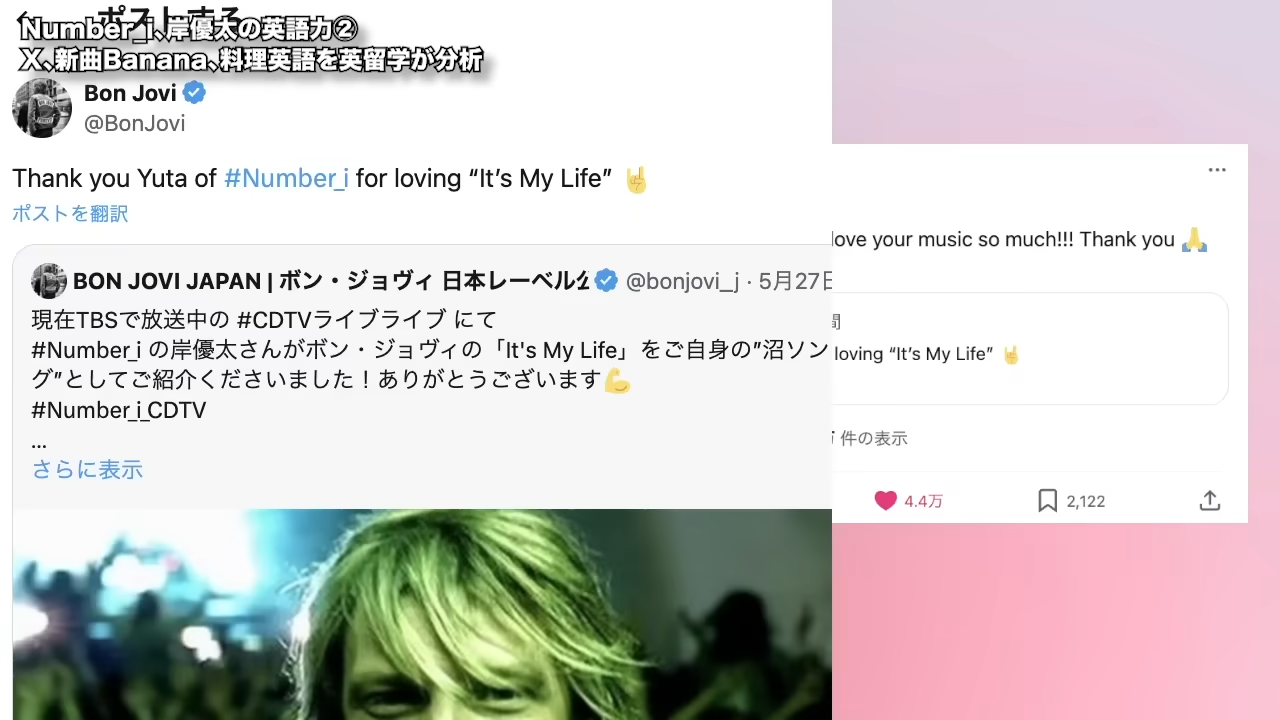 ポストする
Number_i、岸優太の英語力②
X、新曲Banana、料理英語を英留学が分析
Bon Jovi
@BonJovi
Thank you Yuta of #Number_i for loving “It’s My Life” 🤘
ポストを翻訳
BON JOVI JAPAN | ボン・ジョヴィ 日本レーベル
@bonjovi_j · 5月27日
現在TBSで放送中の #CDTVライブライブ にて
#Number_i の岸優太さんがボン・ジョヴィの「It's My Life」をご自身の”沼ソン
グ”としてご紹介くださいました！ありがとうございます💪
#Number_i_CDTV
...
さらに表示
love your music so much!!! Thank you 🙏
間
loving “It’s My Life” 🤘
件の表示
4.4万
2,122